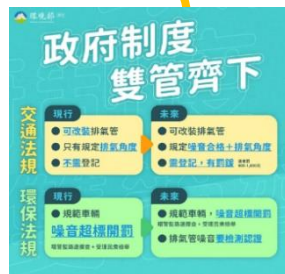 環境部
政府制度
雙管齊下
交通法規
現行
可改裝排氣管
只有規定排氣角度
不需登記
未來
可改裝排氣管
規定噪音合格+排氣角度
需登記，有罰鍰
環保法規
現行
規範車輛
噪音超標開罰
未來
規範車輛，噪音超標開罰
排氣管噪音要檢測認證